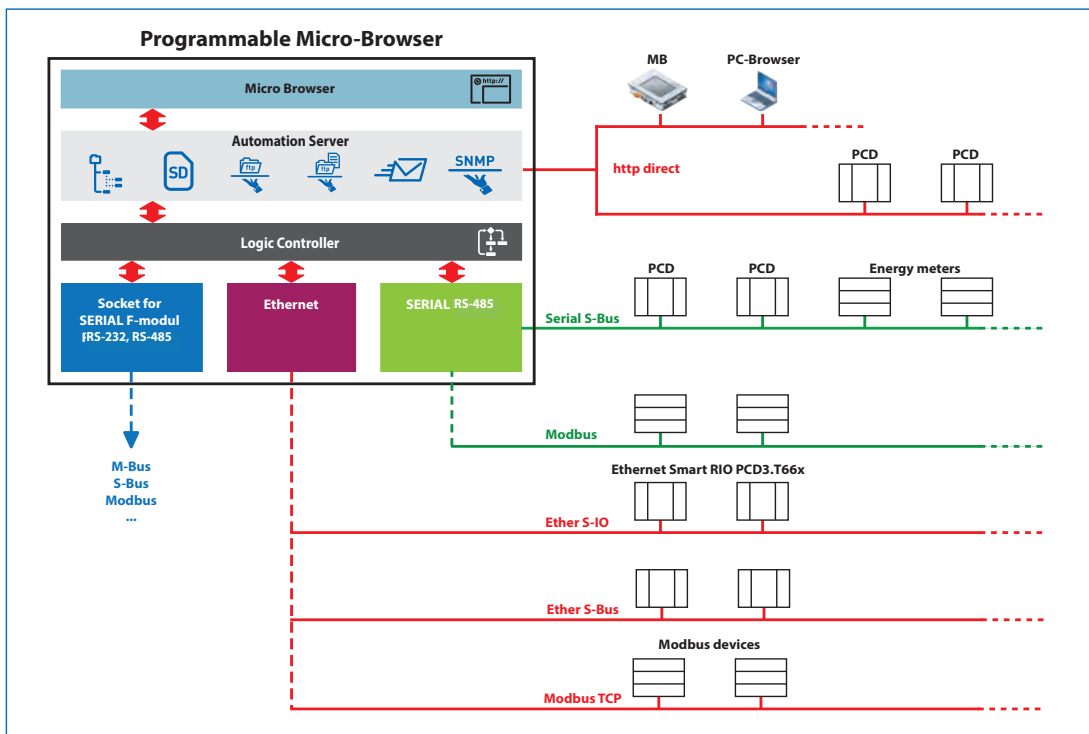 Programmable Micro-Browser
Micro Browser
@ http://
Automation Server
SD
ftp
ftp
SNMP
Logic Controller
Socket for
SERIAL F-modul
fRS-232, RS-485
Ethernet
SERIAL RS-485
M-Bus
S-Bus
Modbus
...
MB
PC-Browser
http direct
PCD
PCD
PCD
PCD
Energy meters
Serial S-Bus
Modbus
Ethernet Smart RIO PCD3.T66x
Ether S-IO
Ether S-Bus
Modbus devices
Modbus TCP